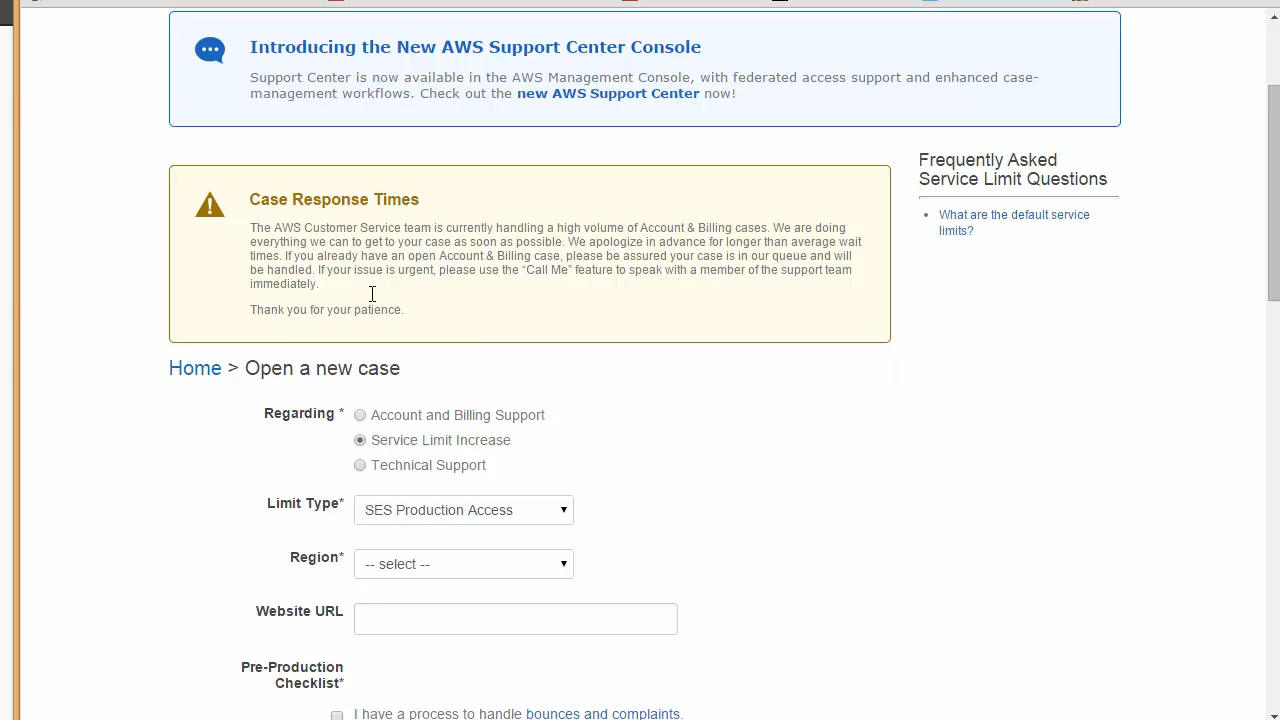 Introducing the New AWS Support Center Console
Support Center is now available in the AWS Management Console, with federated access support and enhanced case-
management workflows. Check out the new AWS Support Center now!
Case Response Times
The AWS Customer Service team is currently handling a high volume of Account & Billing cases. We are doing
everything we can to get to your case as soon as possible. We apologize in advance for longer than average wait
times. If you already have an open Account & Billing case, please be assured your case is in our queue and will
be handled. If your issue is urgent, please use the “Call Me” feature to speak with a member of the support team
immediately.
Thank you for your patience.
Frequently Asked
Service Limit Questions
What are the default service
limits?
Home > Open a new case
Regarding *
Account and Billing Support
Service Limit Increase
Technical Support
Limit Type*
SES Production Access
Region*
-- select --
Website URL
Pre-Production
Checklist*
I have a process to handle bounces and complaints.